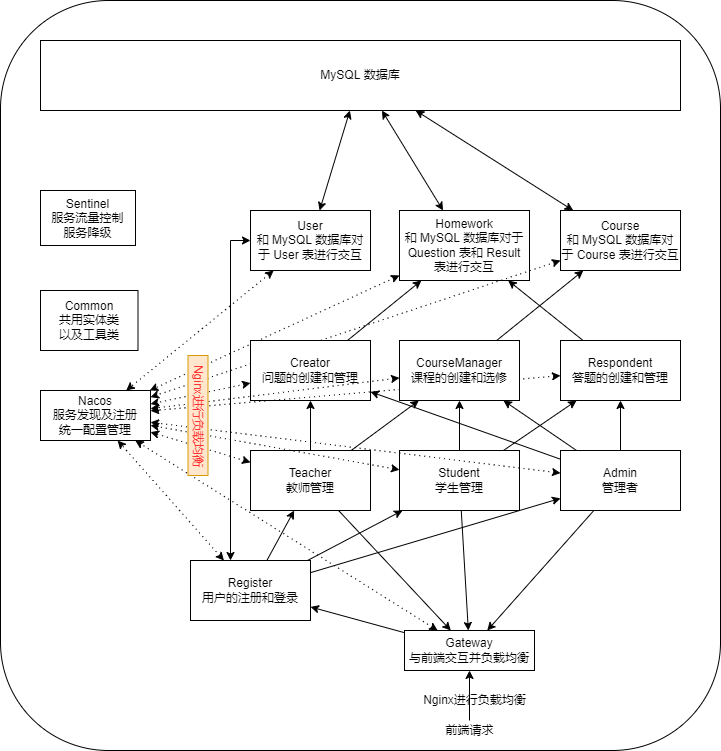 MySQL 数据库
Sentinel
服务流量控制
服务降级
User
和 MySQL 数据库对
于 User 表进行交互
Homework
和 MySQL 数据库对于
Question 表和 Result
表进行交互
Course
和 MySQL 数据库对
于 Course 表进行交互
Common
共用实体类
以及工具类
Creator
问题的创建和管理
CourseManager
课程的创建和选修
Respondent
答题的创建和管理
Nginx进行负载均衡
Nacos
服务发现及注册
统一配置管理
Teacher
教师管理
Student
学生管理
Admin
管理者
Register
用户的注册和登录
Gateway
与前端交互并负载均衡
Nginx进行负载均衡
前端请求